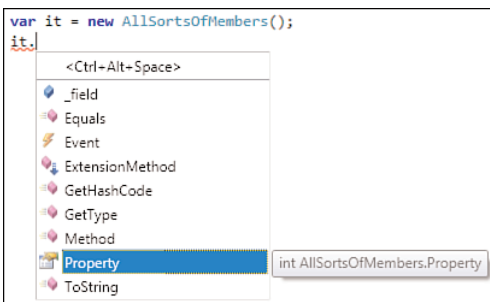 var it = new AllSortsOfMembers();
it.
<Ctrl+Alt+Space>
_field
Equals
Event
ExtensionMethod
GetHashCode
GetType
Method
Property int AllSortsOfMembers.Property
ToString